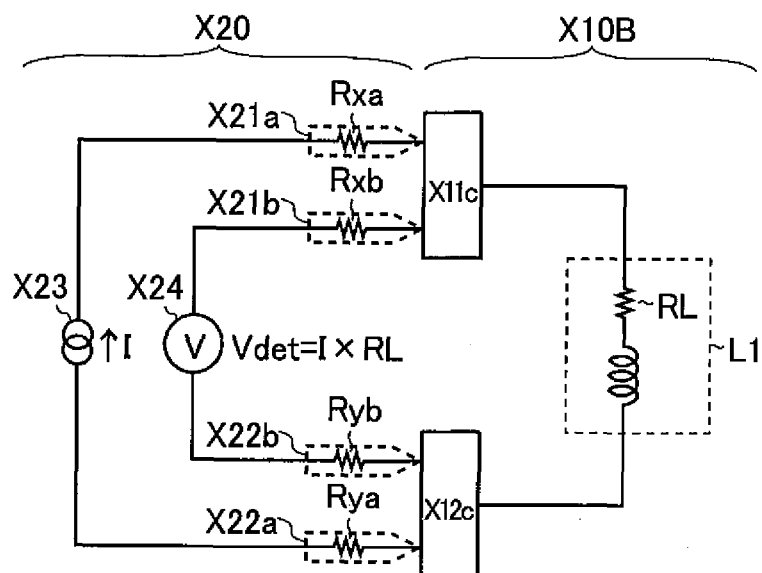 X20
X10B
Rxa
X21a
Rxb
X21b
X11c
X23
X24
RL
↑I
V
Vdet=I × RL
L1
Ryb
X22b
X12c
Rya
X22a